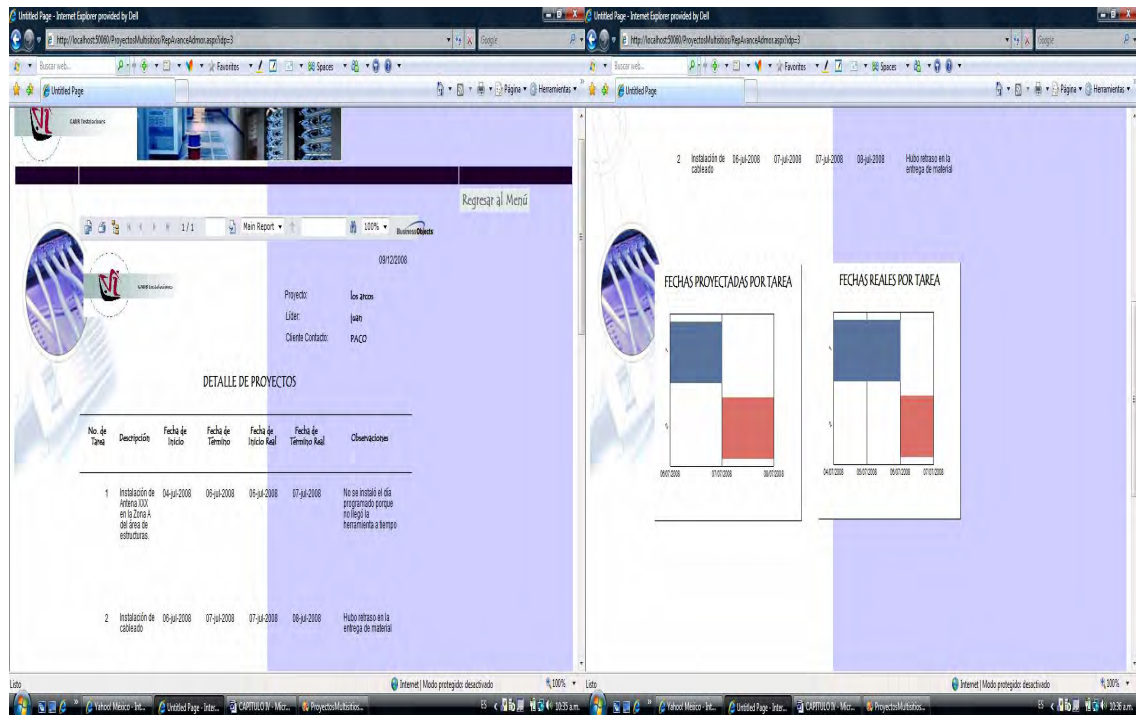 Untitled Page - Internet Explorer provided by Dell
http://localhost:50060/ProyectosMultisitios/RepAvanceAdmor.aspx?idp=3
Google
Buscar web...
Favoritos
Spaces
Untitled Page
Página
Herramientas
GABR Instalaciones
Regresar al Menú
1/1
Main Report
100%
BusinessObjects
09/12/2008
Proyecto: los arcos
Líder: Juan
Cliente Contacto: PACO
DETALLE DE PROYECTOS
No. de Tarea Descripción Fecha de Inicio Fecha de Término Fecha de Inicio Real Fecha de Término Real Observaciones
1 Instalación de Antena XXX en la Zona A del área de estructuras. 04-jul-2008 06-jul-2008 06-jul-2008 07-jul-2008 No se instaló el día programado porque no llegó la herramienta a tiempo
2 Instalación de cableado 06-jul-2008 07-jul-2008 07-jul-2008 08-jul-2008 Hubo retraso en la entrega de material
Listo
Internet | Modo protegido: desactivado
100%
Yahoo! México - Int...
Untitled Page - Inter...
CAPITULO IV - Micr...
ProyectosMultisitios...
ES
10:35 a.m.
Untitled Page - Internet Explorer provided by Dell
http://localhost:50060/ProyectosMultisitios/RepAvanceAdmor.aspx?idp=3
Google
Buscar web...
Favoritos
Spaces
Untitled Page
Página
Herramientas
2 Instalación de cableado 06-jul-2008 07-jul-2008 07-jul-2008 08-jul-2008 Hubo retraso en la entrega de material
FECHAS PROYECTADAS POR TAREA
06/07/2008 07/07/2008 08/07/2008
FECHAS REALES POR TAREA
04/07/2008 05/07/2008 06/07/2008 07/07/2008
Listo
Internet | Modo protegido: desactivado
100%
Yahoo! México - Int...
Untitled Page - Inter...
CAPITULO IV - Micr...
ProyectosMultisitios...
ES
10:36 a.m.